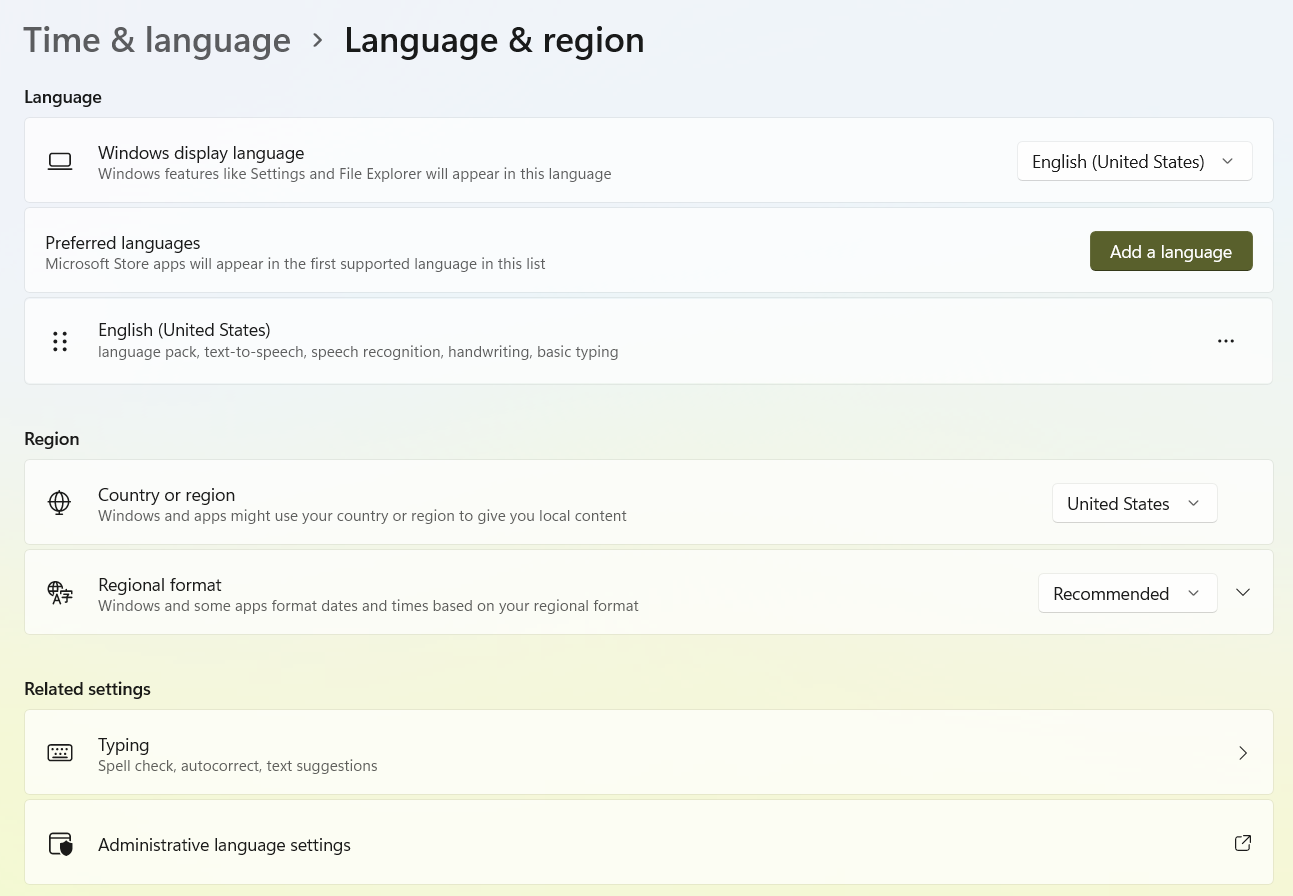 Time & language > Language & region
Language
Windows display language
Windows features like Settings and File Explorer will appear in this language
English (United States)
Preferred languages
Microsoft Store apps will appear in the first supported language in this list
Add a language
English (United States)
language pack, text-to-speech, speech recognition, handwriting, basic typing
Region
Country or region
Windows and apps might use your country or region to give you local content
United States
Regional format
Windows and some apps format dates and times based on your regional format
Recommended
Related settings
Typing
Spell check, autocorrect, text suggestions
Administrative language settings